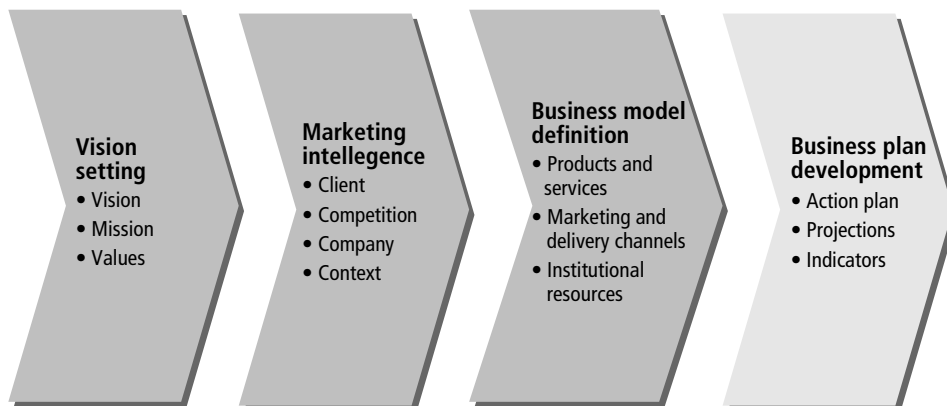 Vision
setting
• Vision
• Mission
• Values
Marketing
intellegence
• Client
• Competition
• Company
• Context
Business model
definition
• Products and
services
• Marketing and
delivery channels
• Institutional
resources
Business plan
development
• Action plan
• Projections
• Indicators